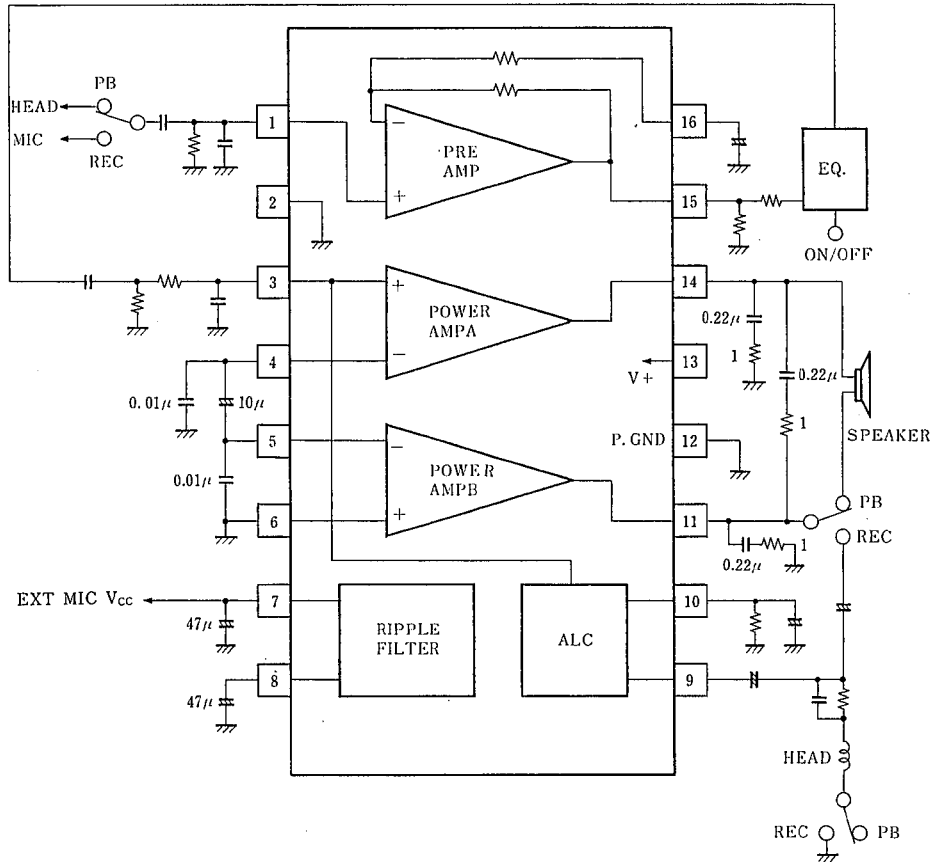 PB
HEAD
MIC
REC
1
2
3
4
5
6
7
8
16
15
14
13
12
11
10
9
PRE
AMP
POWER
AMPA
POWER
AMPB
V+
P.GND
RIPPLE
FILTER
ALC
EQ.
ON/OFF
0.22μ
1
0.22μ
1
SPEAKER
PB
REC
0.22μ
1
0.01μ
10μ
0.01μ
EXT MIC Vcc
47μ
47μ
HEAD
REC
PB